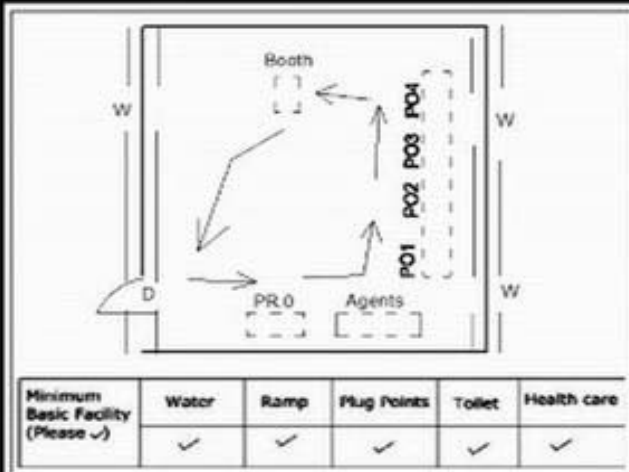 Booth
W
W
PO4
PO3
PO2
PO1
D
W
PR.O
Agents
Minimum
Basic Facility
(Please ✓)
Water
Ramp
Plug Points
Toilet
Health care
✓ ✓ ✓ ✓ ✓